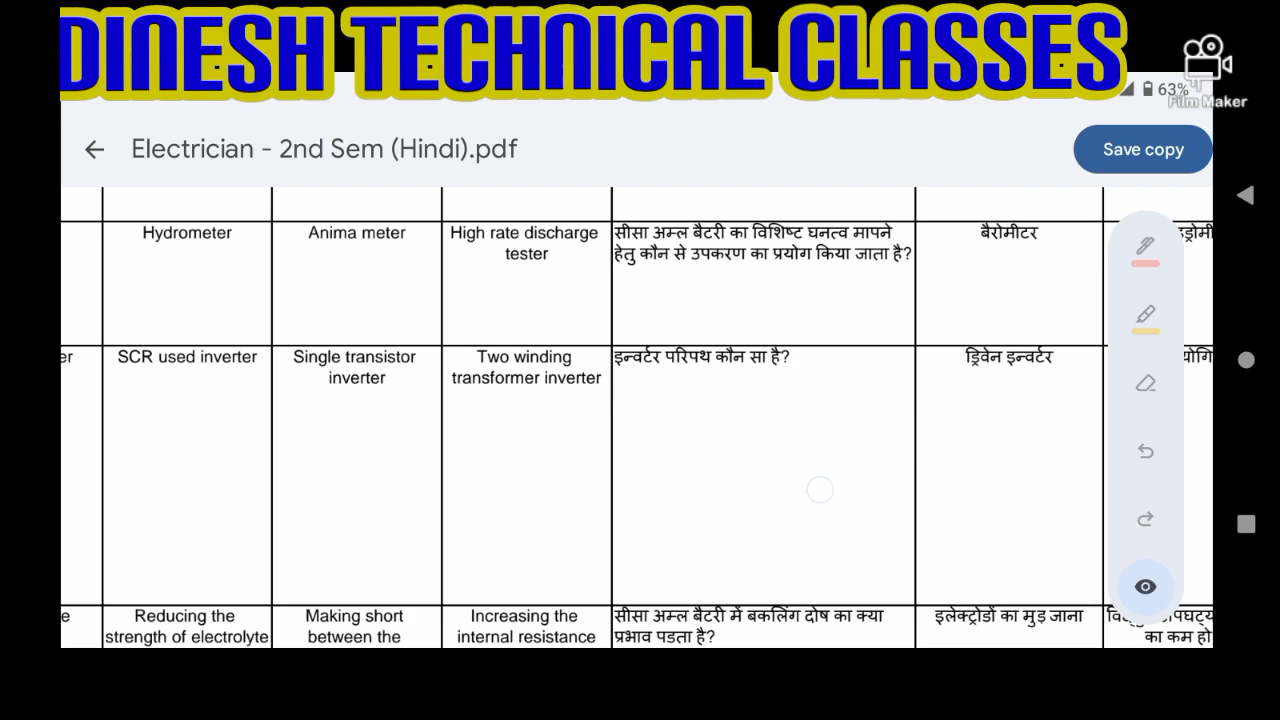 DINESH TECHNICAL CLASSES
63%
Film Maker
Electrician - 2nd Sem (Hindi).pdf
Save copy
Hydrometer
Anima meter
High rate discharge
tester
सीसा अम्ल बैटरी का विशिष्ट घनत्व मापने
हेतु कौन से उपकरण का प्रयोग किया जाता है?
बैरोमीटर
SCR used inverter
Single transistor
inverter
Two winding
transformer inverter
इन्वर्टर परिपथ कौन सा है?
ड्रिवेन इन्वर्टर
Reducing the
strength of electrolyte
Making short
between the
Increasing the
internal resistance
सीसा अम्ल बैटरी में बकलिंग दोष का क्या
प्रभाव पडता है?
इलेक्ट्रोडों का मुड़ जाना
का कम हो